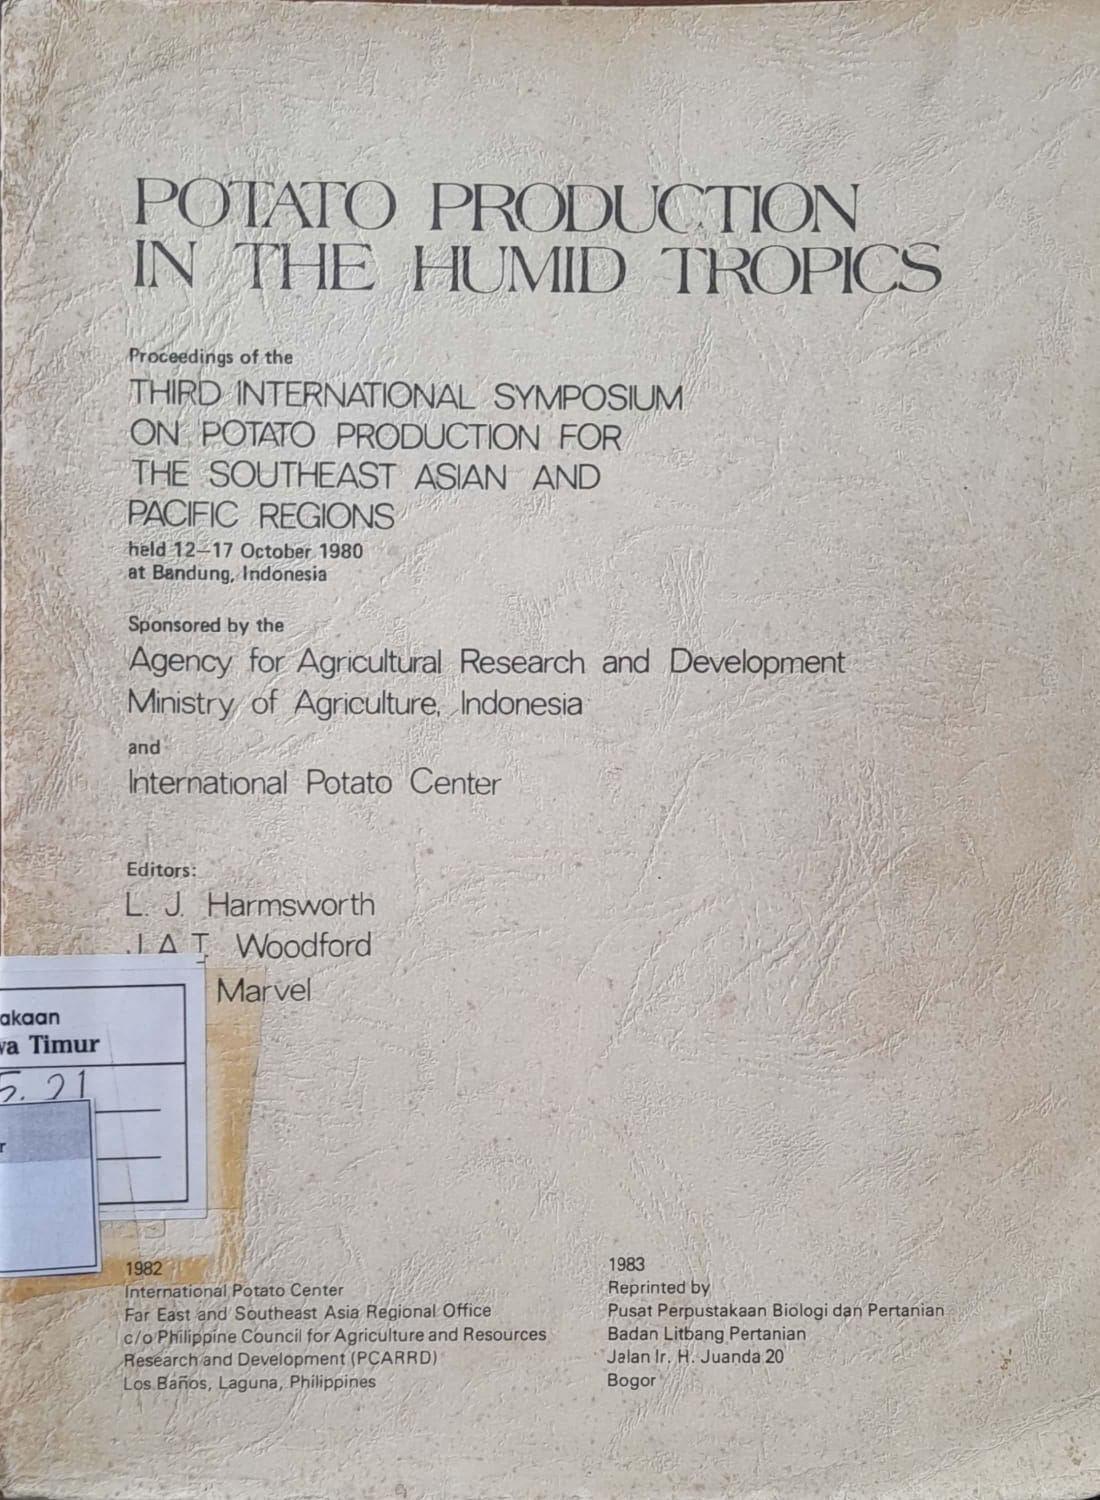 POTATO PRODUCTION
IN THE HUMID TROPICS
Proceedings of the
THIRD INTERNATIONAL SYMPOSIUM
ON POTATO PRODUCTION FOR
THE SOUTHEAST ASIAN AND
PACIFIC REGIONS
held 12–17 October 1980
at Bandung, Indonesia
Sponsored by the
Agency for Agricultural Research and Development
Ministry of Agriculture, Indonesia
and
International Potato Center
Editors:
L. J. Harmsworth
J. A. T. Woodford
Marvel
akaan
wa Timur
5. 21
r
1982
International Potato Center
Far East and Southeast Asia Regional Office
c/o Philippine Council for Agriculture and Resources
Research and Development (PCARRD)
Los Baños, Laguna, Philippines
1983
Reprinted by
Pusat Perpustakaan Biologi dan Pertanian
Badan Litbang Pertanian
Jalan Ir. H. Juanda 20
Bogor